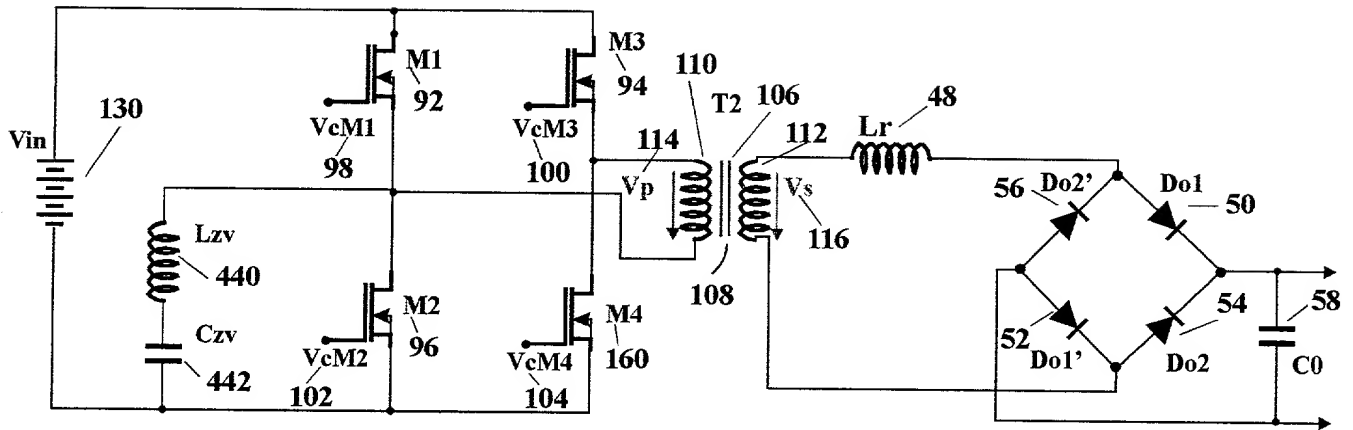 130
Vin
M1
92
VcM1
98
M3
94
VcM3
100
110
T2
106
114
112
Vp
Vs
116
108
48
Lr
56
Do2’
Do1
50
Lzv
440
Czv
442
M2
96
VcM2
102
M4
160
VcM4
104
52
Do1’
54
Do2
58
C0